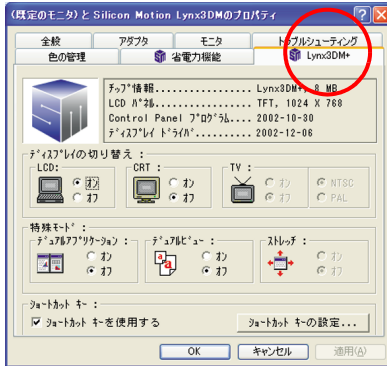 (既定のモニタ) と Silicon Motion Lynx3DMのプロパティ
全般 アダプタ モニタ トラブルシューティング
色の管理 省電力機能 Lynx3DM+
ﾁｯﾌﾟ情報................ Lynx3DM+, 8 MB
LCD ﾊﾟﾈﾙ................ TFT, 1024 X 768
Control Panel ﾌﾟﾛｸﾞﾗﾑ.... 2002-10-30
ﾃﾞｨｽﾌﾟﾚｲ ﾄﾞﾗｲﾊﾞ.......... 2002-12-06
ﾃﾞｨｽﾌﾟﾚｲの切り替え :
LCD: CRT : TV :
ｵﾝ ｵﾝ ｵﾝ NTSC
ｵﾌ ｵﾌ ｵﾌ PAL
特殊ﾓｰﾄﾞ :
ﾃﾞｭｱﾙｱﾌﾟﾘｹｰｼｮﾝ : ﾃﾞｭｱﾙﾋﾞｭｰ : ｽﾄﾚｯﾁ :
ｵﾝ ｵﾝ ｵﾝ
ｵﾌ ｵﾌ ｵﾌ
ｼｮｰﾄｶｯﾄ ｷｰ :
ｼｮｰﾄｶｯﾄ ｷｰを使用する ｼｮｰﾄｶｯﾄ ｷｰの設定...
OK キャンセル 適用(A)